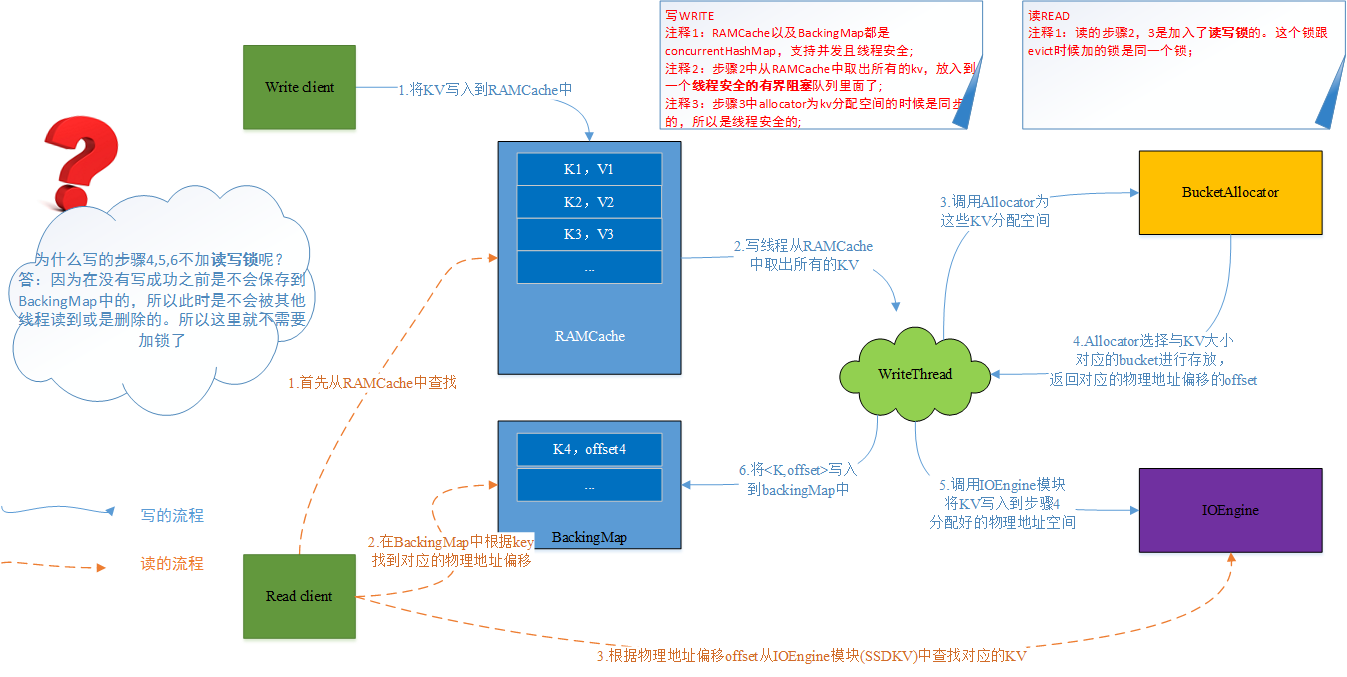 写WRITE
注释1：RAMCache以及BackingMap都是
concurrentHashMap，支持并发且线程安全;
注释2：步骤2中从RAMCache中取出所有的kv，放入到
一个线程安全的有界阻塞队列里面了;
注释3：步骤3中allocator为kv分配空间的时候是同步
的，所以是线程安全的;
读READ
注释1：读的步骤2，3是加入了读写锁的。这个锁跟
evict时候加的锁是同一个锁；
Write client
1.将KV写入到RAMCache中
K1，V1
K2，V2
K3，V3
...
RAMCache
2.写线程从RAMCache
中取出所有的KV
3.调用Allocator为
这些KV分配空间
BucketAllocator
4.Allocator选择与KV大小
对应的bucket进行存放，
返回对应的物理地址偏移的offset
WriteThread
为什么写的步骤4,5,6不加读写锁呢？
答：因为在没有写成功之前是不会保存到
BackingMap中的，所以此时是不会被其他
线程读到或是删除的。所以这里就不需要
加锁了
1.首先从RAMCache中查找
K4，offset4
...
BackingMap
6.将<K,offset>写入
到backingMap中
5.调用IOEngine模块
将KV写入到步骤4
分配好的物理地址空间
IOEngine
写的流程
读的流程
2.在BackingMap中根据key
找到对应的物理地址偏移
Read client
3.根据物理地址偏移offset从IOEngine模块(SSDKV)中查找对应的KV